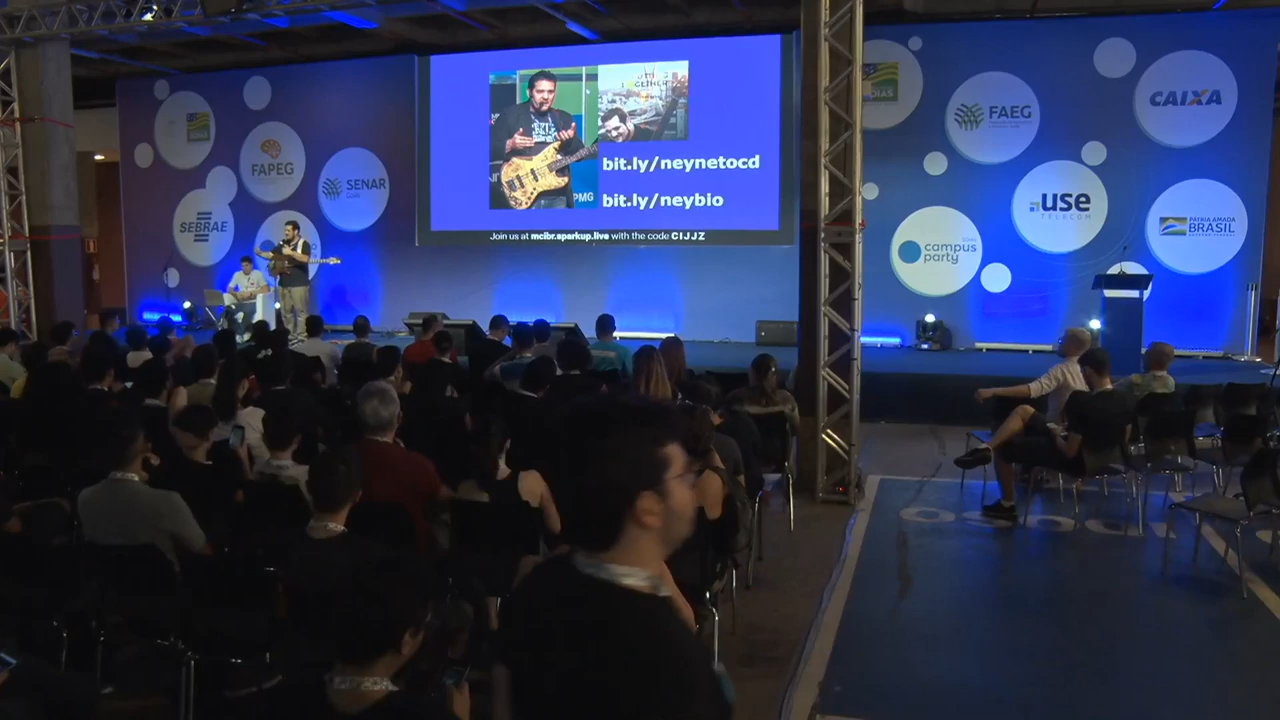 FAPEG
SENAR
SEBRAE
bit.ly/neynetocd
bit.ly/neybio
PMG
Join us at mcibr.sparkup.live with the code CIJJZ
FAEG
CAIXA
use
TELECOM
campus
party
PÁTRIA AMADA
BRASIL